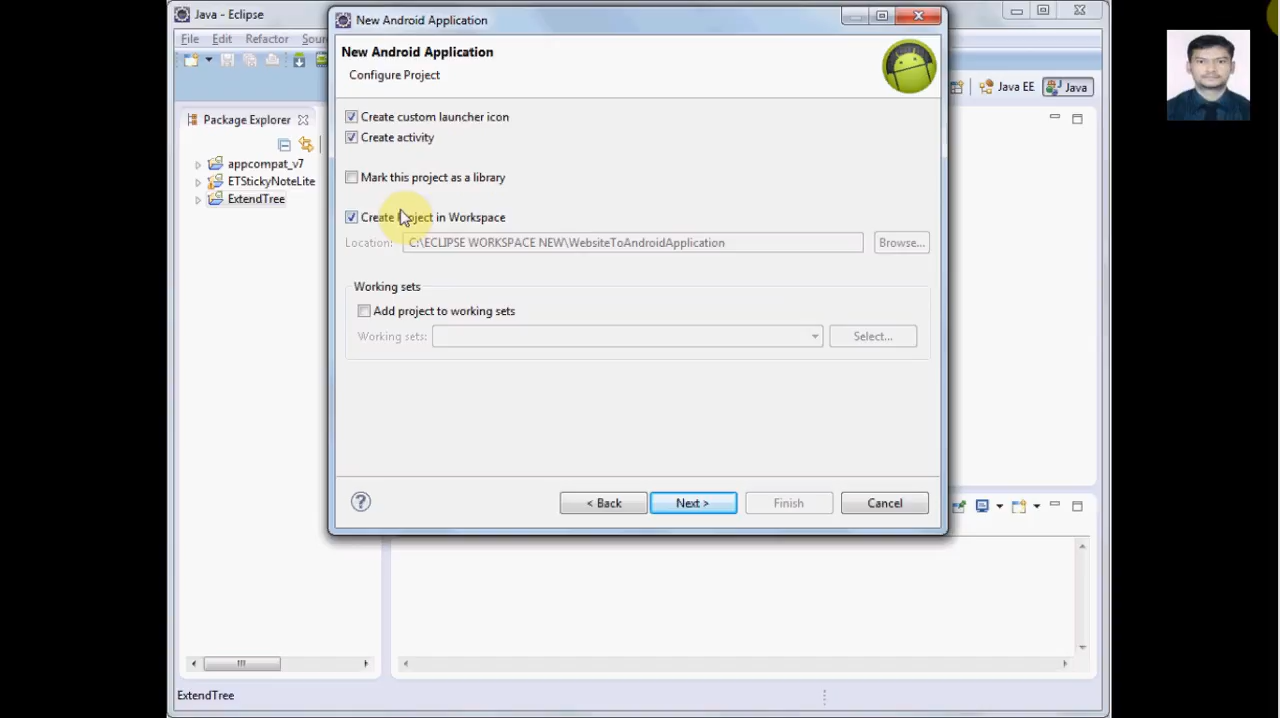 Java - Eclipse
New Android Application
File Edit Refactor Sour
New Android Application
Configure Project
Java EE
Java
Package Explorer
Create custom launcher icon
Create activity
appcompat_v7
ETStickyNoteLite
ExtendTree
Mark this project as a library
Create Project in Workspace
Location: C:\ECLIPSE WORKSPACE NEW\WebsiteToAndroidApplication Browse...
Working sets
Add project to working sets
Working sets: Select...
? < Back Next > Finish Cancel
ExtendTree